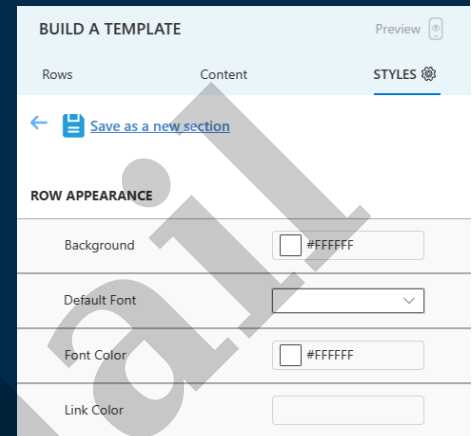 BUILD A TEMPLATE Preview
Rows Content STYLES
Save as a new section
ROW APPEARANCE
Background #FFFFFF
Default Font
Font Color #FFFFFF
Link Color
ail